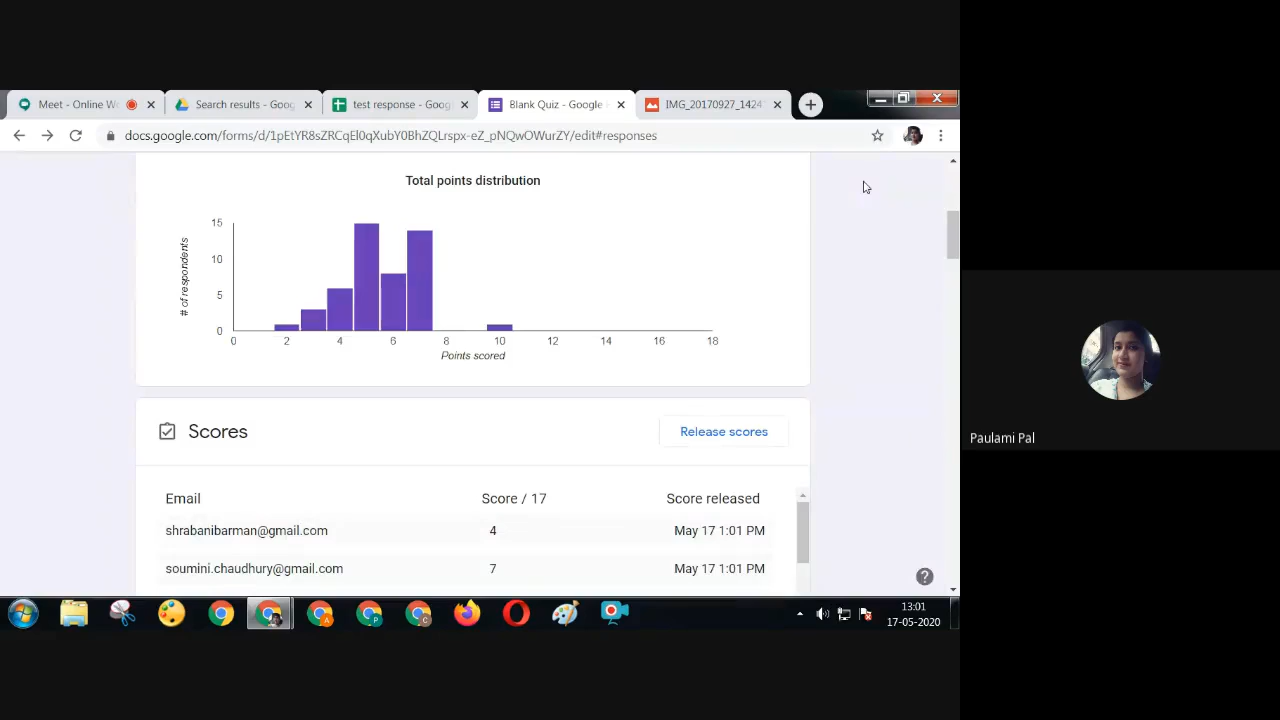 Meet - Online W
Search results - Goog
test response - Goog
Blank Quiz - Google
IMG_20170927_1424
docs.google.com/forms/d/1pEtYR8sZRCqEl0qXubY0BhZQLrspx-eZ_pNQwOWurZY/edit#responses
Total points distribution
# of respondents
15
10
5
0
0 2 4 6 8 10 12 14 16 18
Points scored
Scores
Release scores
Email Score / 17 Score released
shrabanibarman@gmail.com 4 May 17 1:01 PM
soumini.chaudhury@gmail.com 7 May 17 1:01 PM
Paulami Pal
13:01
17-05-2020